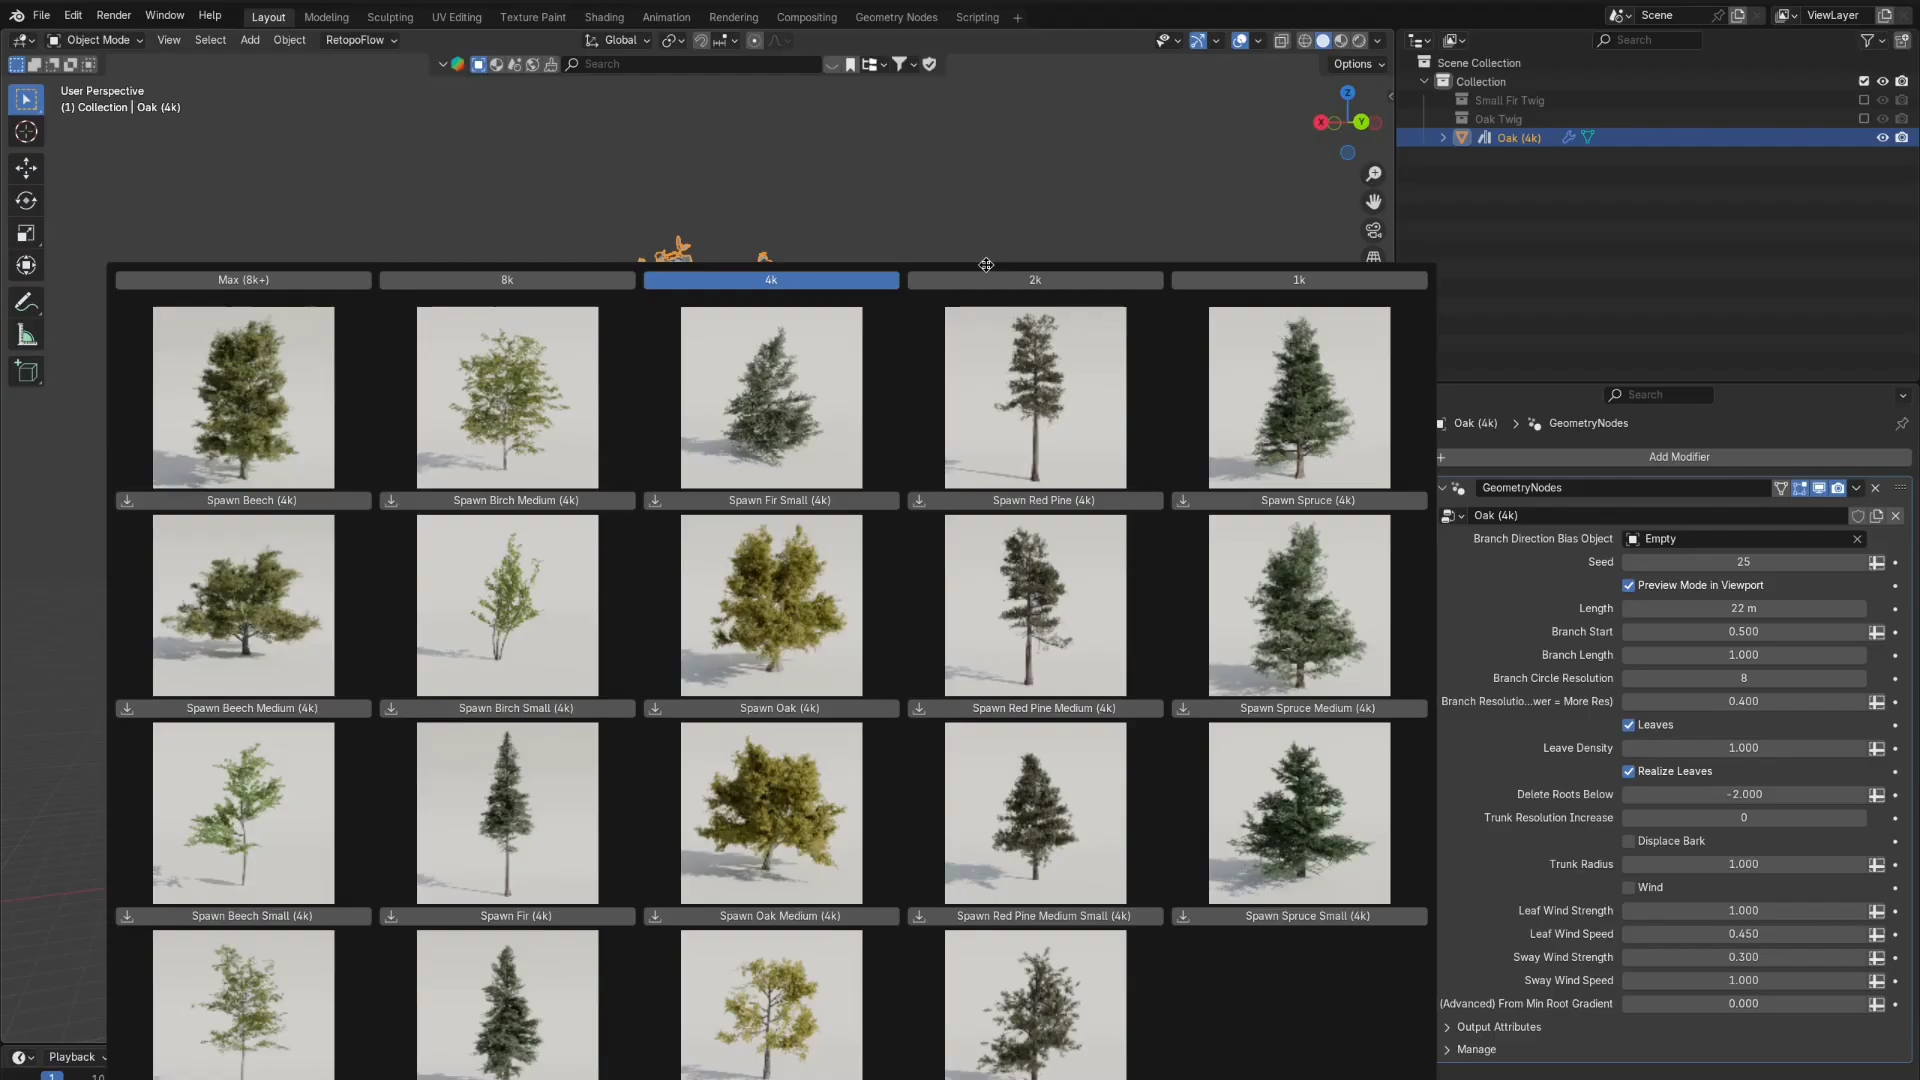 File Edit Render Window Help Layout Modeling Sculpting UV Editing Texture Paint Shading Animation Rendering Compositing Geometry Nodes Scripting + Scene ViewLayer
Object Mode View Select Add Object RetopoFlow Global Search
Search Options
User Perspective
(1) Collection | Oak (4k)
Z
X Y
Scene Collection
Collection
Small Fir Twig
Oak Twig
Oak (4k)
Max (8k+) 8k 4k 2k 1k
Spawn Beech (4k) Spawn Birch Medium (4k) Spawn Fir Small (4k) Spawn Red Pine (4k) Spawn Spruce (4k)
Spawn Beech Medium (4k) Spawn Birch Small (4k) Spawn Oak (4k) Spawn Red Pine Medium (4k) Spawn Spruce Medium (4k)
Spawn Beech Small (4k) Spawn Fir (4k) Spawn Oak Medium (4k) Spawn Red Pine Medium Small (4k) Spawn Spruce Small (4k)
Search
Oak (4k) > GeometryNodes
+ Add Modifier
GeometryNodes
Oak (4k)
Branch Direction Bias Object Empty
Seed 25
Preview Mode in Viewport
Length 22 m
Branch Start 0.500
Branch Length 1.000
Branch Circle Resolution 8
Branch Resolutio...wer = More Res) 0.400
Leaves
Leave Density 1.000
Realize Leaves
Delete Roots Below -2.000
Trunk Resolution Increase 0
Displace Bark
Trunk Radius 1.000
Wind
Leaf Wind Strength 1.000
Leaf Wind Speed 0.450
Sway Wind Strength 0.300
Sway Wind Speed 1.000
(Advanced) From Min Root Gradient 0.000
Output Attributes
Manage
Playback
1 10